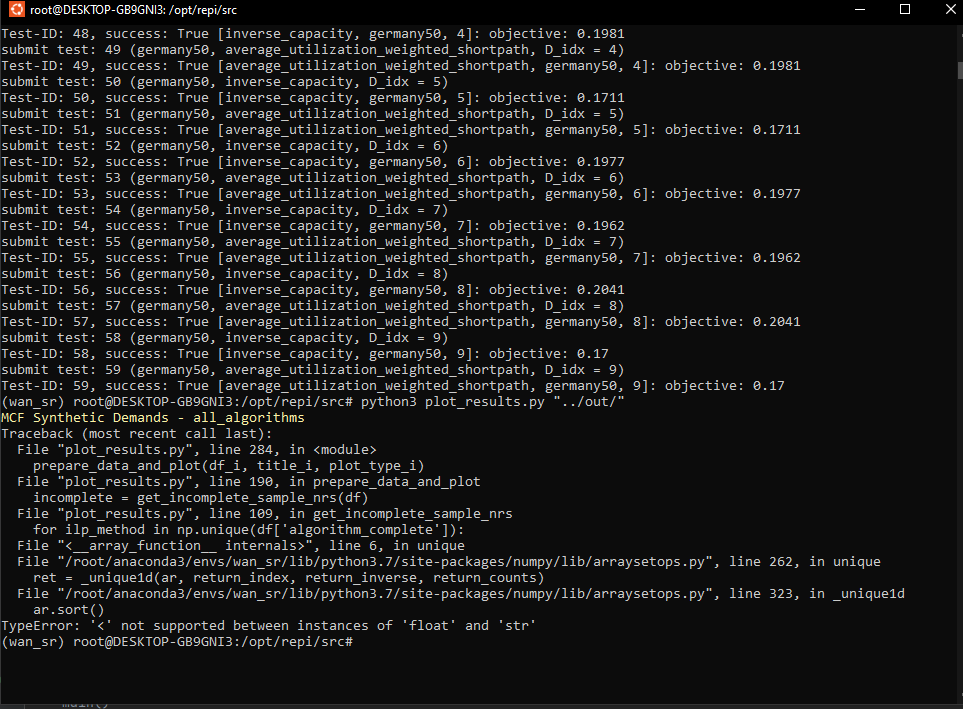 root@DESKTOP-GB9GNI3: /opt/repi/src
Test-ID: 48, success: True [inverse_capacity, germany50, 4]: objective: 0.1981
submit test: 49 (germany50, average_utilization_weighted_shortpath, D_idx = 4)
Test-ID: 49, success: True [average_utilization_weighted_shortpath, germany50, 4]: objective: 0.1981
submit test: 50 (germany50, inverse_capacity, D_idx = 5)
Test-ID: 50, success: True [inverse_capacity, germany50, 5]: objective: 0.1711
submit test: 51 (germany50, average_utilization_weighted_shortpath, D_idx = 5)
Test-ID: 51, success: True [average_utilization_weighted_shortpath, germany50, 5]: objective: 0.1711
submit test: 52 (germany50, inverse_capacity, D_idx = 6)
Test-ID: 52, success: True [inverse_capacity, germany50, 6]: objective: 0.1977
submit test: 53 (germany50, average_utilization_weighted_shortpath, D_idx = 6)
Test-ID: 53, success: True [average_utilization_weighted_shortpath, germany50, 6]: objective: 0.1977
submit test: 54 (germany50, inverse_capacity, D_idx = 7)
Test-ID: 54, success: True [inverse_capacity, germany50, 7]: objective: 0.1962
submit test: 55 (germany50, average_utilization_weighted_shortpath, D_idx = 7)
Test-ID: 55, success: True [average_utilization_weighted_shortpath, germany50, 7]: objective: 0.1962
submit test: 56 (germany50, inverse_capacity, D_idx = 8)
Test-ID: 56, success: True [inverse_capacity, germany50, 8]: objective: 0.2041
submit test: 57 (germany50, average_utilization_weighted_shortpath, D_idx = 8)
Test-ID: 57, success: True [average_utilization_weighted_shortpath, germany50, 8]: objective: 0.2041
submit test: 58 (germany50, inverse_capacity, D_idx = 9)
Test-ID: 58, success: True [inverse_capacity, germany50, 9]: objective: 0.17
submit test: 59 (germany50, average_utilization_weighted_shortpath, D_idx = 9)
Test-ID: 59, success: True [average_utilization_weighted_shortpath, germany50, 9]: objective: 0.17
(wan_sr) root@DESKTOP-GB9GNI3:/opt/repi/src# python3 plot_results.py "../out/"
MCF Synthetic Demands - all_algorithms
Traceback (most recent call last):
  File "plot_results.py", line 284, in <module>
    prepare_data_and_plot(df_i, title_i, plot_type_i)
  File "plot_results.py", line 190, in prepare_data_and_plot
    incomplete = get_incomplete_sample_nrs(df)
  File "plot_results.py", line 109, in get_incomplete_sample_nrs
    for ilp_method in np.unique(df['algorithm_complete']):
  File "<__array_function__ internals>", line 6, in unique
  File "/root/anaconda3/envs/wan_sr/lib/python3.7/site-packages/numpy/lib/arraysetops.py", line 262, in unique
    ret = _unique1d(ar, return_index, return_inverse, return_counts)
  File "/root/anaconda3/envs/wan_sr/lib/python3.7/site-packages/numpy/lib/arraysetops.py", line 323, in _unique1d
    ar.sort()
TypeError: '<' not supported between instances of 'float' and 'str'
(wan_sr) root@DESKTOP-GB9GNI3:/opt/repi/src#